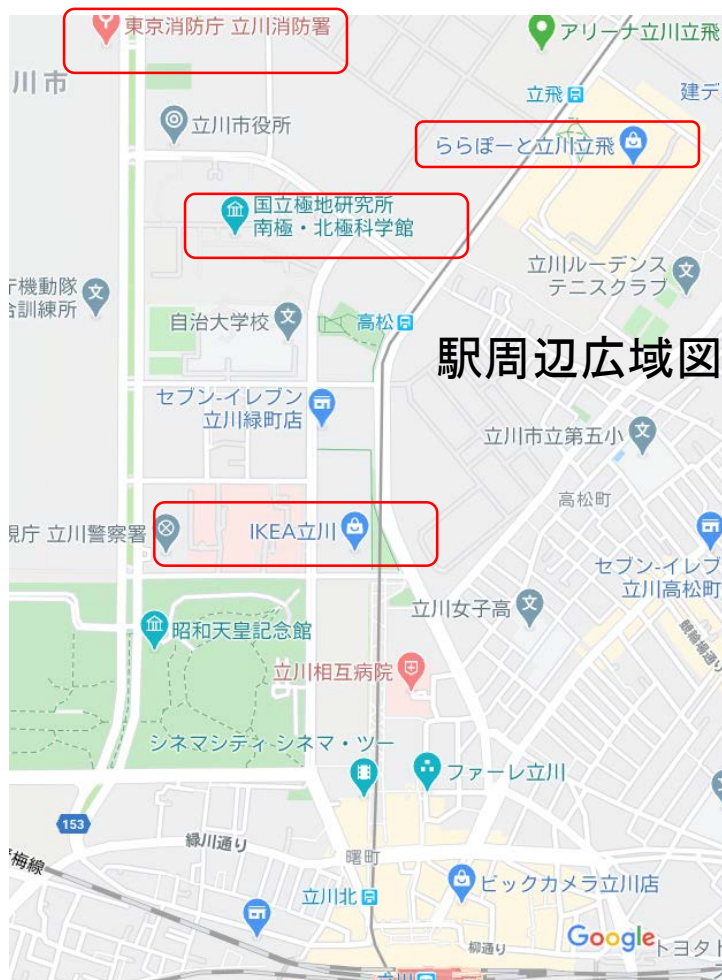 東京消防庁 立川消防署
アリーナ立川立飛
川市
立飛
建デ
立川市役所
ららぽーと立川立飛
国立極地研究所
南極・北極科学館
立川ルーデンス
テニスクラブ
機動隊
訓練所
自治大学校
高松
駅周辺広域図
セブン-イレブン
立川緑町店
立川市立第五小
高松町
視庁 立川警察署
IKEA立川
セブン-イレブ
立川高松町
立川女子高
昭和天皇記念館
競輪場通り
立川相互病院
シネマシティ シネマ・ツー
ファーレ立川
153
緑川通り
梅線
曙町
立川北
ビックカメラ立川店
柳通り
Google
トヨタ
立川